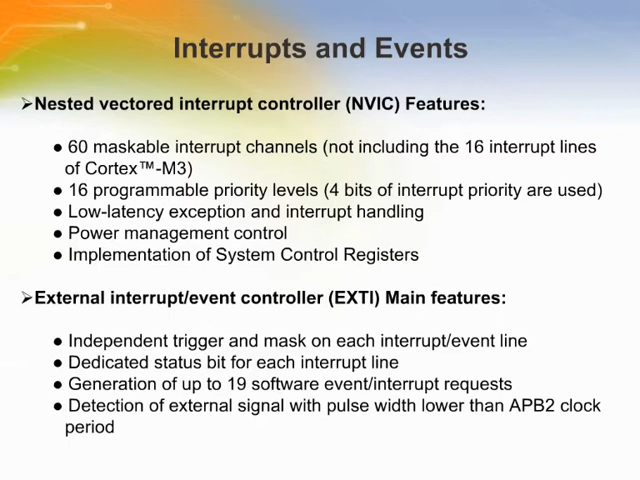 Interrupts and Events
➢Nested vectored interrupt controller (NVIC) Features:
● 60 maskable interrupt channels (not including the 16 interrupt lines
of Cortex™-M3)
● 16 programmable priority levels (4 bits of interrupt priority are used)
● Low-latency exception and interrupt handling
● Power management control
● Implementation of System Control Registers
➢External interrupt/event controller (EXTI) Main features:
● Independent trigger and mask on each interrupt/event line
● Dedicated status bit for each interrupt line
● Generation of up to 19 software event/interrupt requests
● Detection of external signal with pulse width lower than APB2 clock
period